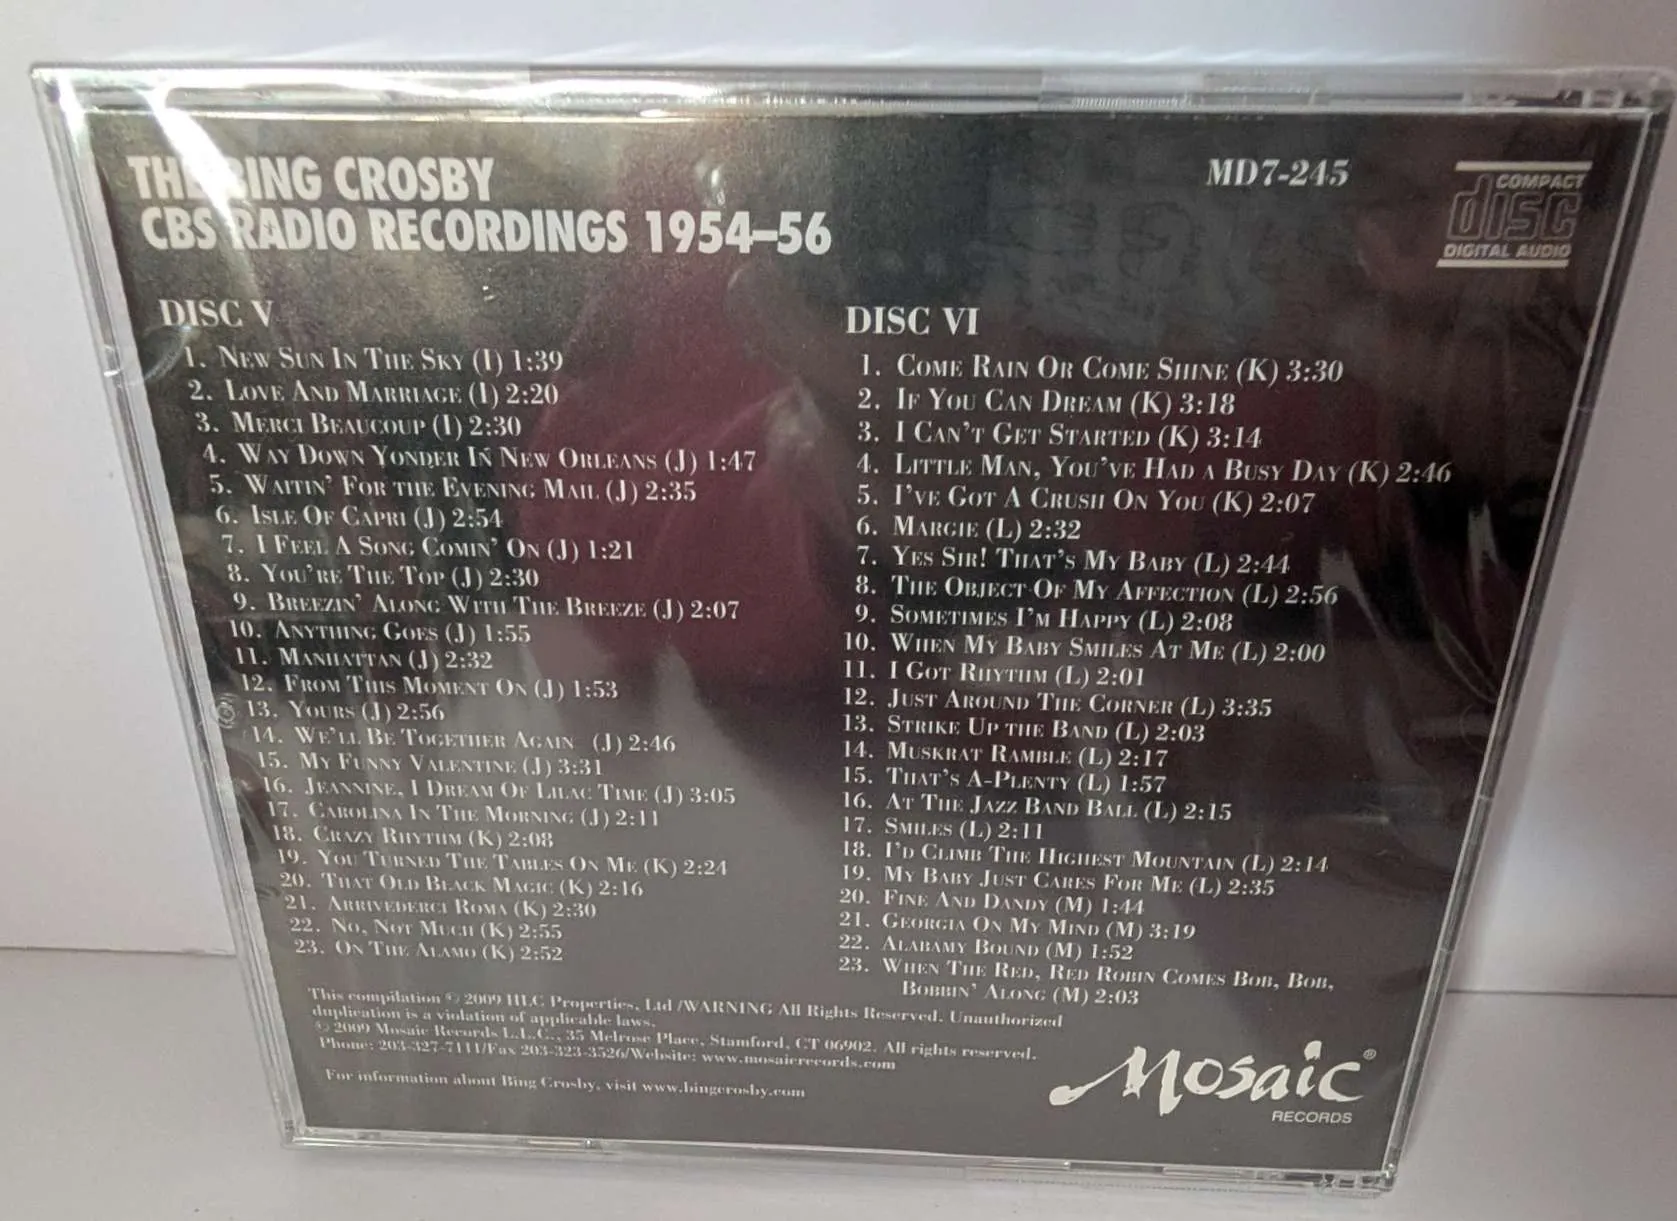 THE BING CROSBY
CBS RADIO RECORDINGS 1954–56
MD7-245
COMPACT
disc
DIGITAL AUDIO
DISC V
1. NEW SUN IN THE SKY (I) 1:39
2. LOVE AND MARRIAGE (I) 2:20
3. MERCI BEAUCOUP (I) 2:30
4. WAY DOWN YONDER IN NEW ORLEANS (J) 1:47
5. WAITIN' FOR THE EVENING MAIL (J) 2:35
6. ISLE OF CAPRI (J) 2:54
7. I FEEL A SONG COMIN' ON (J) 1:21
8. YOU'RE THE TOP (J) 2:30
9. BREEZIN' ALONG WITH THE BREEZE (J) 2:07
10. ANYTHING GOES (J) 1:55
11. MANHATTAN (J) 2:32
12. FROM THIS MOMENT ON (J) 1:53
13. YOURS (J) 2:56
14. WE'LL BE TOGETHER AGAIN (J) 2:46
15. MY FUNNY VALENTINE (J) 3:31
16. JEANNINE, I DREAM OF LILAC TIME (J) 3:05
17. CAROLINA IN THE MORNING (J) 2:11
18. CRAZY RHYTHM (K) 2:08
19. YOU TURNED THE TABLES ON ME (K) 2:24
20. THAT OLD BLACK MAGIC (K) 2:16
21. ARRIVEDERCI ROMA (K) 2:30
22. NO, NOT MUCH (K) 2:55
23. ON THE ALAMO (K) 2:52
DISC VI
1. COME RAIN OR COME SHINE (K) 3:30
2. IF YOU CAN DREAM (K) 3:18
3. I CAN'T GET STARTED (K) 3:14
4. LITTLE MAN, YOU'VE HAD A BUSY DAY (K) 2:46
5. I'VE GOT A CRUSH ON YOU (K) 2:07
6. MARGIE (L) 2:32
7. YES SIR! THAT'S MY BABY (L) 2:44
8. THE OBJECT OF MY AFFECTION (L) 2:56
9. SOMETIMES I'M HAPPY (L) 2:08
10. WHEN MY BABY SMILES AT ME (L) 2:00
11. I GOT RHYTHM (L) 2:01
12. JUST AROUND THE CORNER (L) 3:35
13. STRIKE UP THE BAND (L) 2:03
14. MUSKRAT RAMBLE (L) 2:17
15. THAT'S A-PLENTY (L) 1:57
16. AT THE JAZZ BAND BALL (L) 2:15
17. SMILES (L) 2:11
18. I'D CLIMB THE HIGHEST MOUNTAIN (L) 2:14
19. MY BABY JUST CARES FOR ME (L) 2:35
20. FINE AND DANDY (M) 1:44
21. GEORGIA ON MY MIND (M) 3:19
22. ALABAMY BOUND (M) 1:52
23. WHEN THE RED, RED ROBIN COMES BOB, BOB,
BOBBIN' ALONG (M) 2:03
This compilation ℗ 2009 HLC Properties, Ltd /WARNING All Rights Reserved. Unauthorized
duplication is a violation of applicable laws.
© 2009 Mosaic Records L.L.C., 35 Melrose Place, Stamford, CT 06902. All rights reserved.
Phone: 203-327-7111/Fax 203-323-3526/Website: www.mosaicrecords.com
For information about Bing Crosby, visit www.bingcrosby.com
Mosaic®
RECORDS